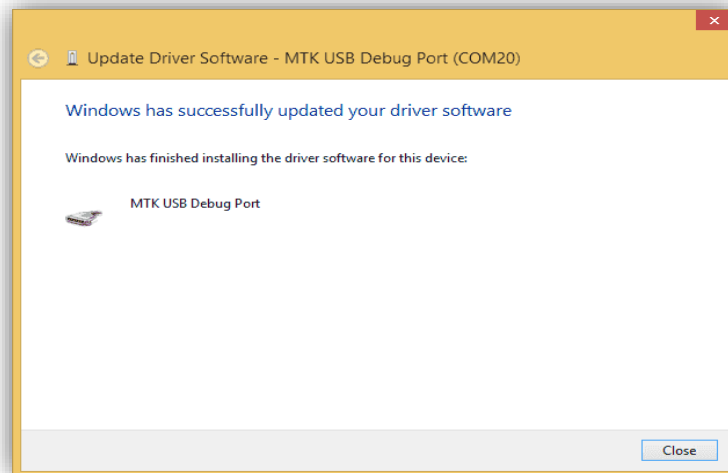 Update Driver Software - MTK USB Debug Port (COM20)
Windows has successfully updated your driver software
Windows has finished installing the driver software for this device:
MTK USB Debug Port
Close